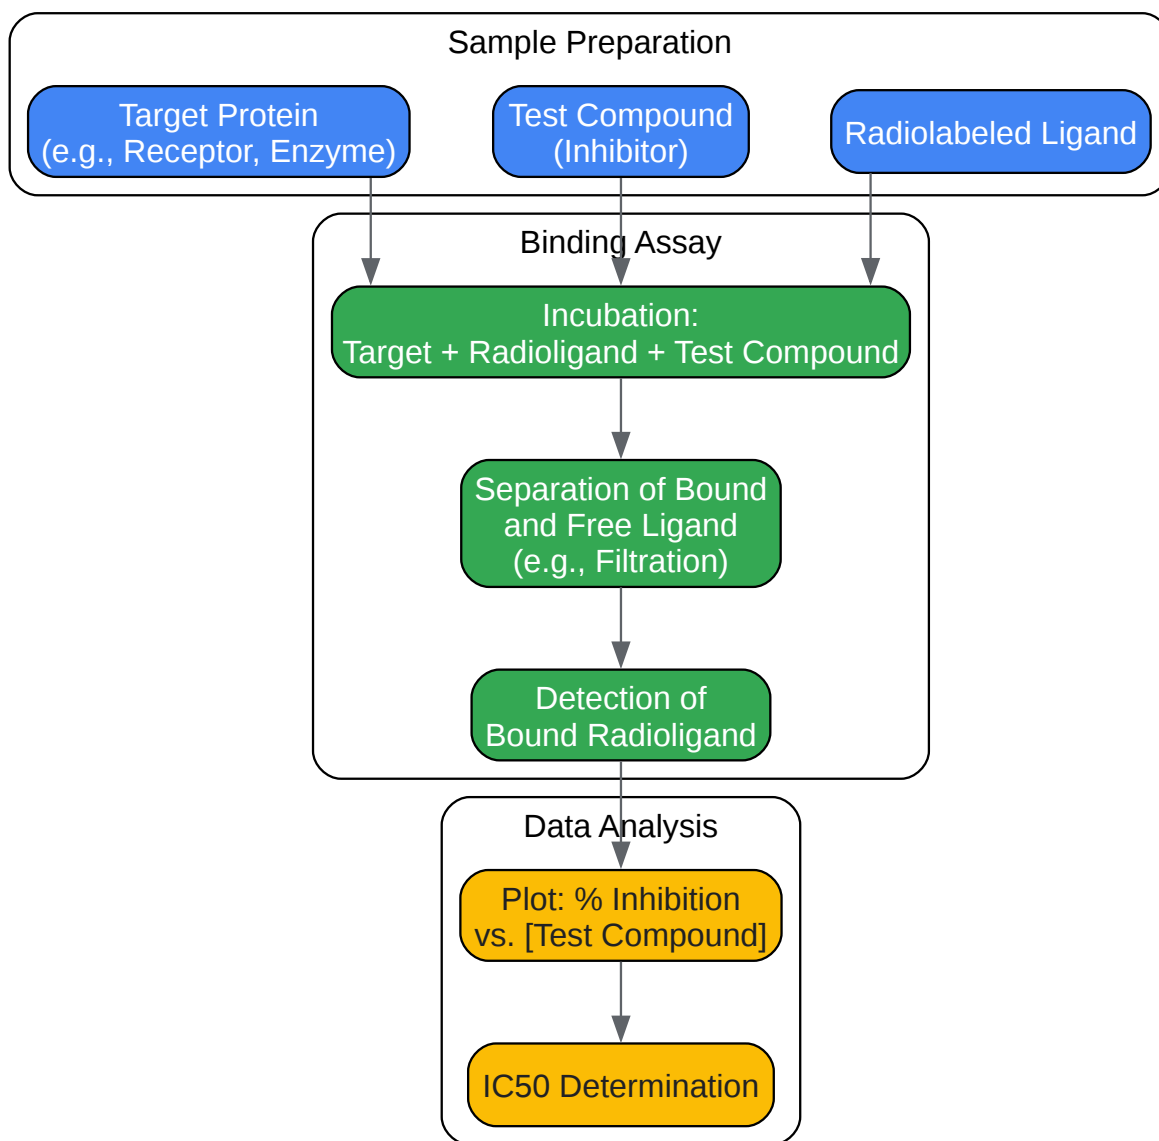 Sample Preparation
Target Protein
(e.g., Receptor, Enzyme)
Test Compound
(Inhibitor)
Radiolabeled Ligand
Binding Assay
Incubation:
Target + Radioligand + Test Compound
Separation of Bound
and Free Ligand
(e.g., Filtration)
Detection of
Bound Radioligand
Data Analysis
Plot: % Inhibition
vs. [Test Compound]
IC50 Determination